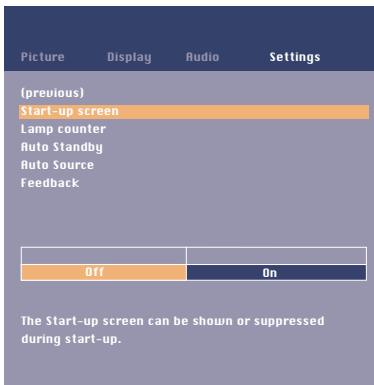 Picture Display Audio Settings
(previous)
Start-up screen
Lamp counter
Auto Standby
Auto Source
Feedback
Off On
The Start-up screen can be shown or suppressed
during start-up.